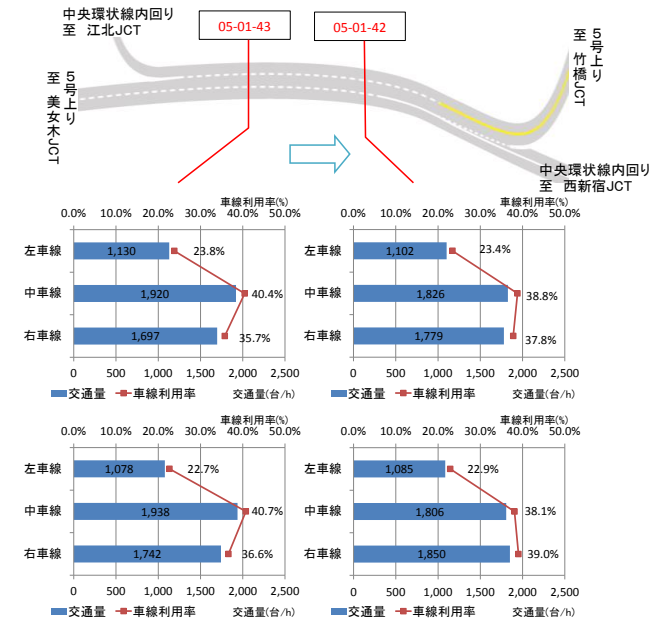 中央環状線内回り
至 江北JCT
05-01-43
05-01-42
5号上り
至 竹橋JCT
5号上り
至 美女木JCT
中央環状線内回り
至 西新宿JCT
車線利用率(%)
0.0% 10.0% 20.0% 30.0% 40.0% 50.0%
左車線 1,130 23.8%
中車線 1,920 40.4%
右車線 1,697 35.7%
0 500 1,000 1,500 2,000 2,500
交通量 車線利用率 交通量(台/h)
車線利用率(%)
0.0% 10.0% 20.0% 30.0% 40.0% 50.0%
左車線 1,102 23.4%
中車線 1,826 38.8%
右車線 1,779 37.8%
0 500 1,000 1,500 2,000 2,500
交通量 車線利用率 交通量(台/h)
車線利用率(%)
0.0% 10.0% 20.0% 30.0% 40.0% 50.0%
左車線 1,078 22.7%
中車線 1,938 40.7%
右車線 1,742 36.6%
0 500 1,000 1,500 2,000 2,500
交通量 車線利用率 交通量(台/h)
車線利用率(%)
0.0% 10.0% 20.0% 30.0% 40.0% 50.0%
左車線 1,085 22.9%
中車線 1,806 38.1%
右車線 1,850 39.0%
0 500 1,000 1,500 2,000 2,500
交通量 車線利用率 交通量(台/h)